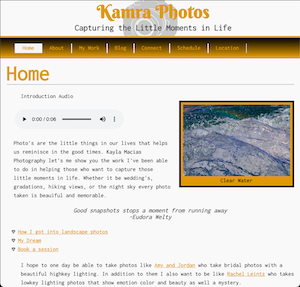 Kamra Photos
Capturing the Little Moments in Life
Home
About
My Work
Blog
Connect
Schedule
Location
Home
Introduction Audio
0:00 / 0:06
Photo's are the little things in our lives that helps
us reminisce in the good times. Kayla Macias
Photography let's me show you the work I've been able
to do in helping those who want to capture those
little moments in life. Whether it be wedding's,
gradations, hiking views, or the night sky every photo
taken is beauiful and memorable.
Clear Water
Good snapshots stops a moment from running away
-Eudora Welty
How I got into landscape photos
My Dream
Book a session
I hope to one day be able to take photos like Amy and Jordan who take bridal photos with a
beautiful highkey lighting. In addition to them I also want to be like Rachel Leintz who takes
lowkey lighting photos that show emotion color and beauty as well a mystery.